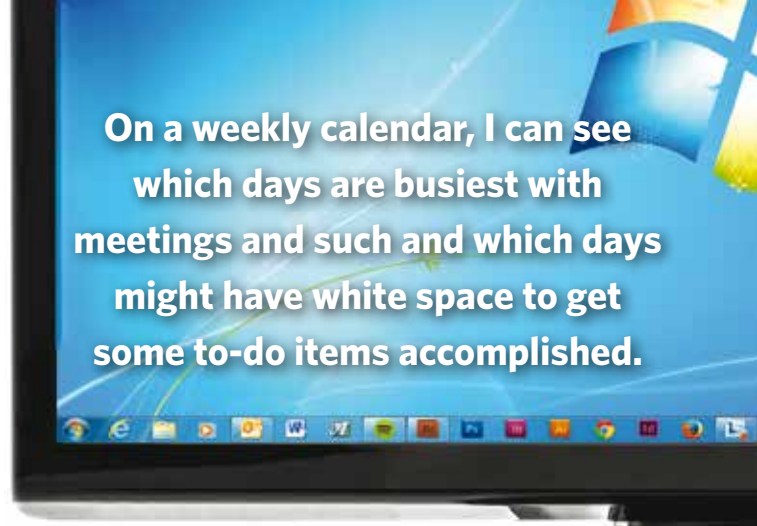 On a weekly calendar, I can see
which days are busiest with
meetings and such and which days
might have white space to get
some to-do items accomplished.